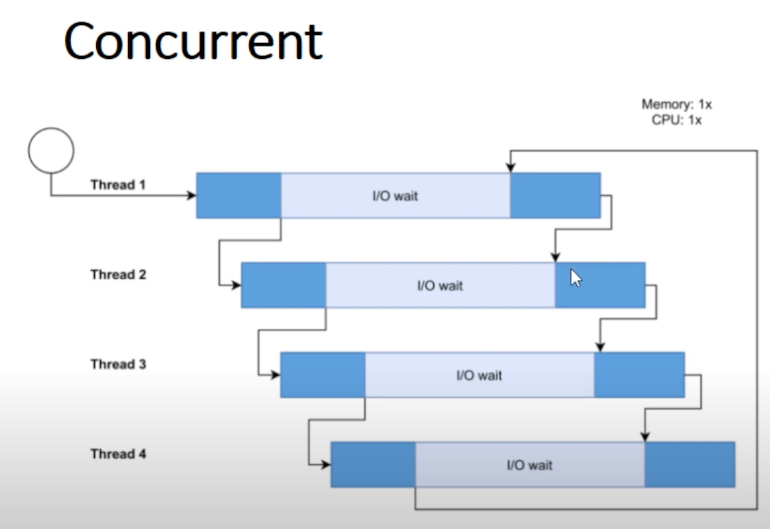 Concurrent
Memory: 1x
CPU: 1x
Thread 1
I/O wait
Thread 2
I/O wait
Thread 3
I/O wait
Thread 4
I/O wait